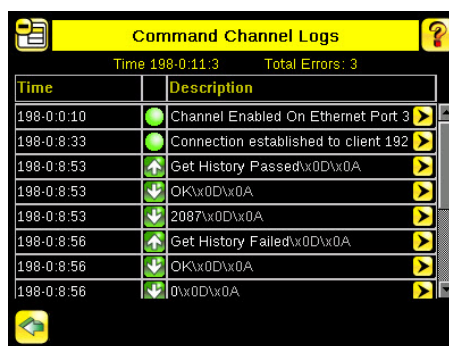 Command Channel Logs
?
Time 198-0:11:3 Total Errors: 3
Time Description
198-0:0:10 Channel Enabled On Ethernet Port 3
198-0:8:33 Connection established to client 192
198-0:8:53 Get History Passed\x0D\x0A
198-0:8:53 OK\x0D\x0A
198-0:8:53 2087\x0D\x0A
198-0:8:56 Get History Failed\x0D\x0A
198-0:8:56 OK\x0D\x0A
198-0:8:56 0\x0D\x0A